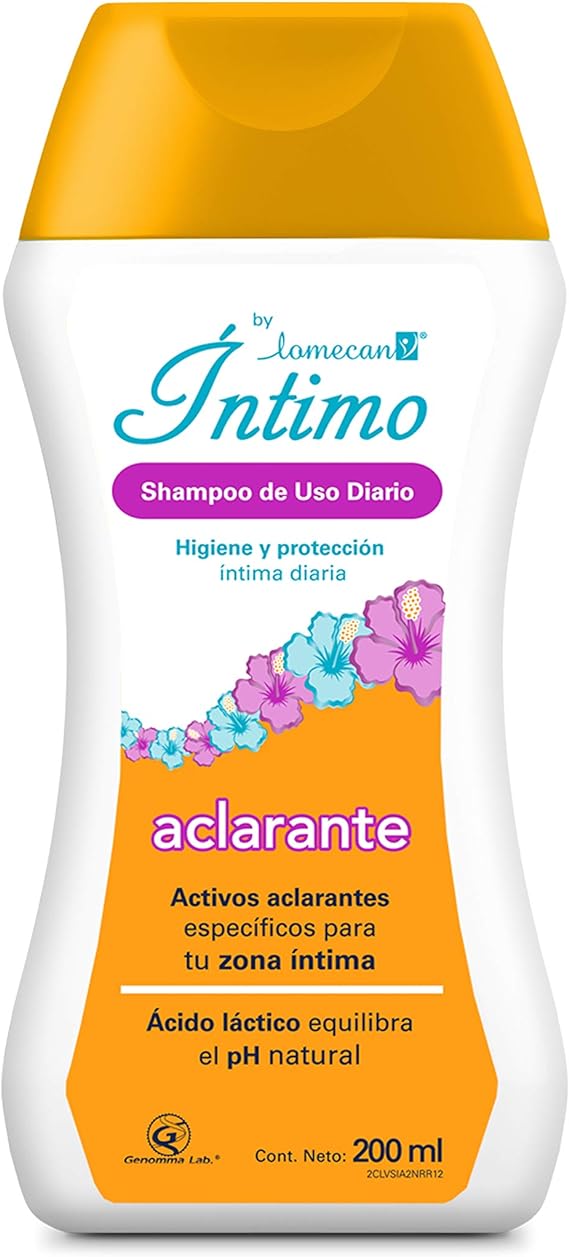 by lomecan®
Íntimo
Shampoo de Uso Diario
Higiene y protección
íntima diaria
aclarante
Activos aclarantes
específicos para
tu zona íntima
Ácido láctico equilibra
el pH natural
Genomma Lab.®
Cont. Neto: 200 ml
2CLVSIA2NRR12